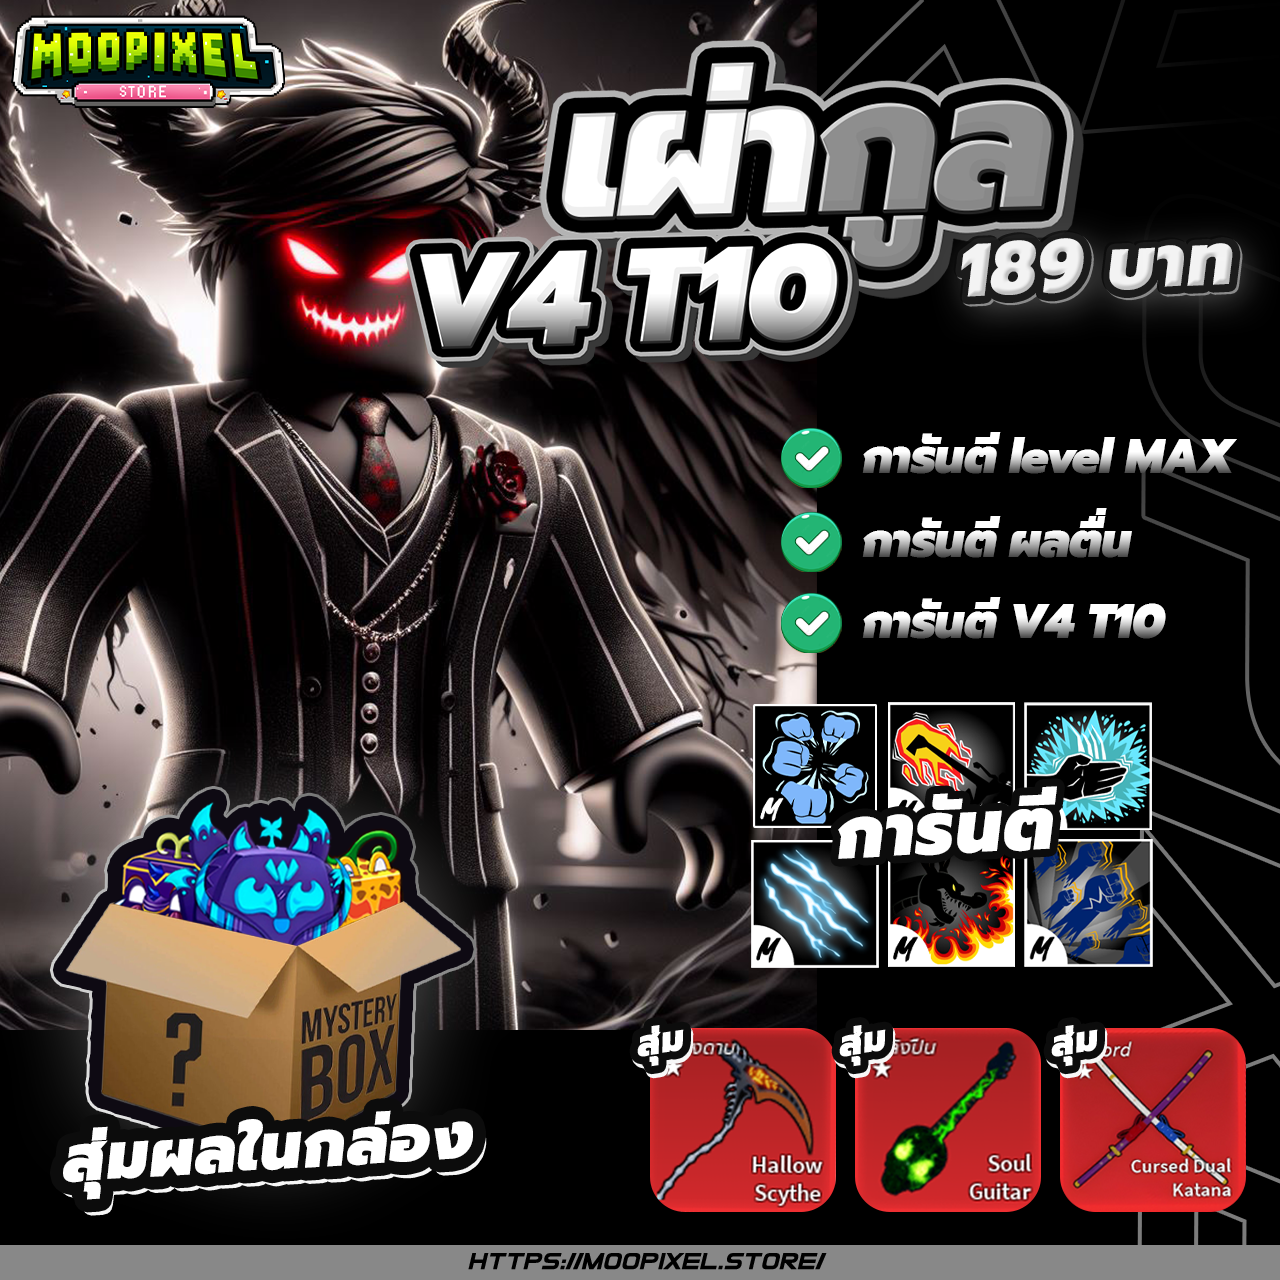 MOOPIXEL
STORE
เผ่ากูล
V4 T10
189 บาท
การันตี level MAX
การันตี ผลตื่น
การันตี V4 T10
M
การันตี
M
M
M
?
MYSTERY
BOX
สุ่มผลในกล่อง
สุ่ม
Hallow
Scythe
สุ่ม
Soul
Guitar
สุ่ม
Cursed Dual
Katana
HTTPS://MOOPIXEL.STORE/